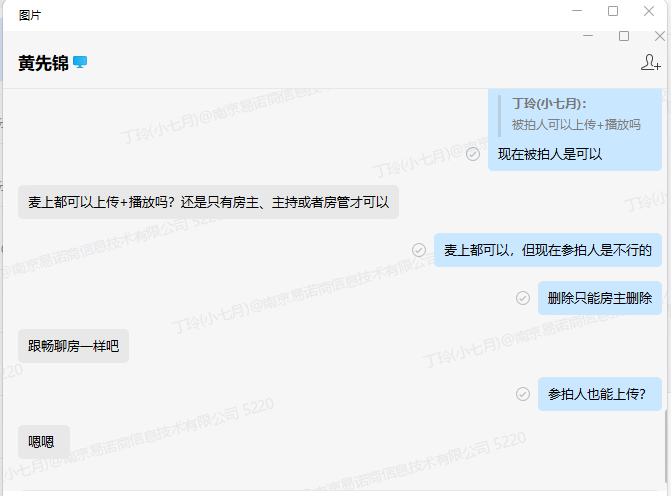 图片
黄先锦
丁玲(小七月):
被拍人可以上传+播放吗
现在被拍人是可以
麦上都可以上传+播放吗？还是只有房主、主持或者房管才可以
麦上都可以，但现在参拍人是不行的
删除只能房主删除
跟畅聊房一样吧
参拍人也能上传？
嗯嗯
丁玲(小七月)@南京易诺简信息技术有限公司 5220